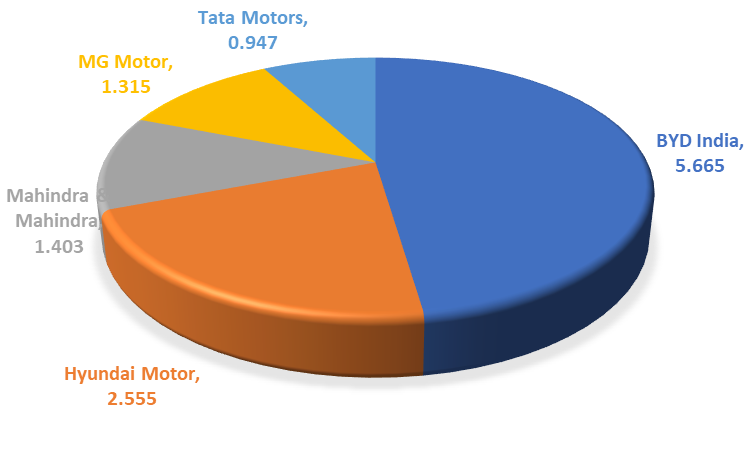 Tata Motors,
0.947
MG Motor,
1.315
BYD India,
5.665
Mahindra &
Mahindra,
1.403
Hyundai Motor,
2.555